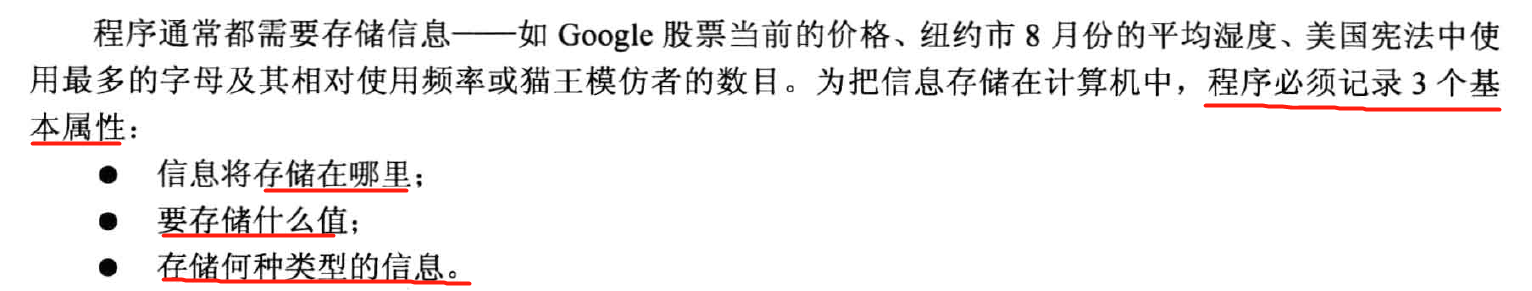 程序通常都需要存储信息——如 Google 股票当前的价格、纽约市 8 月份的平均湿度、美国宪法中使
用最多的字母及其相对使用频率或猫王模仿者的数目。为把信息存储在计算机中，程序必须记录 3 个基
本属性：
● 信息将存储在哪里；
● 要存储什么值；
● 存储何种类型的信息。